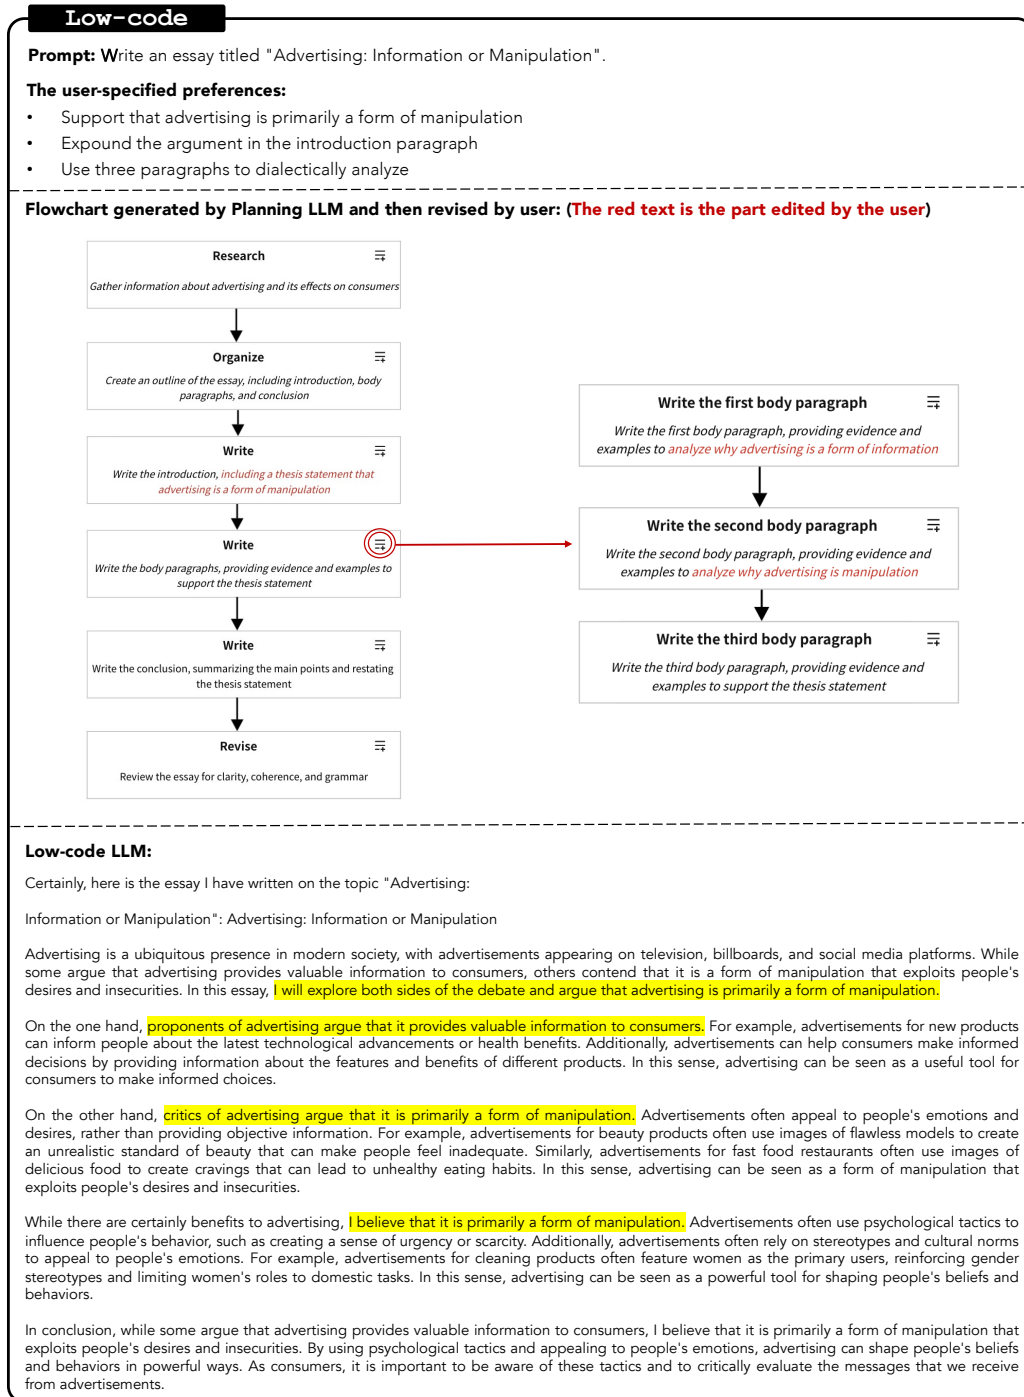 Low-code
Prompt: Write an essay titled "Advertising: Information or Manipulation".
The user-specified preferences:
• Support that advertising is primarily a form of manipulation
• Expound the argument in the introduction paragraph
• Use three paragraphs to dialectically analyze
Flowchart generated by Planning LLM and then revised by user: (The red text is the part edited by the user)
Research
Gather information about advertising and its effects on consumers
Organize
Create an outline of the essay, including introduction, body
paragraphs, and conclusion
Write
Write the introduction, including a thesis statement that
advertising is a form of manipulation
Write
Write the body paragraphs, providing evidence and examples to
support the thesis statement
Write
Write the conclusion, summarizing the main points and restating
the thesis statement
Revise
Review the essay for clarity, coherence, and grammar
Write the first body paragraph
Write the first body paragraph, providing evidence and
examples to analyze why advertising is a form of information
Write the second body paragraph
Write the second body paragraph, providing evidence and
examples to analyze why advertising is manipulation
Write the third body paragraph
Write the third body paragraph, providing evidence and
examples to support the thesis statement
Low-code LLM:
Certainly, here is the essay I have written on the topic "Advertising:
Information or Manipulation": Advertising: Information or Manipulation
Advertising is a ubiquitous presence in modern society, with advertisements appearing on television, billboards, and social media platforms. While
some argue that advertising provides valuable information to consumers, others contend that it is a form of manipulation that exploits people's
desires and insecurities. In this essay, I will explore both sides of the debate and argue that advertising is primarily a form of manipulation.
On the one hand, proponents of advertising argue that it provides valuable information to consumers. For example, advertisements for new products
can inform people about the latest technological advancements or health benefits. Additionally, advertisements can help consumers make informed
decisions by providing information about the features and benefits of different products. In this sense, advertising can be seen as a useful tool for
consumers to make informed choices.
On the other hand, critics of advertising argue that it is primarily a form of manipulation. Advertisements often appeal to people's emotions and
desires, rather than providing objective information. For example, advertisements for beauty products often use images of flawless models to create
an unrealistic standard of beauty that can make people feel inadequate. Similarly, advertisements for fast food restaurants often use images of
delicious food to create cravings that can lead to unhealthy eating habits. In this sense, advertising can be seen as a form of manipulation that
exploits people's desires and insecurities.
While there are certainly benefits to advertising, I believe that it is primarily a form of manipulation. Advertisements often use psychological tactics to
influence people's behavior, such as creating a sense of urgency or scarcity. Additionally, advertisements often rely on stereotypes and cultural norms
to appeal to people's emotions. For example, advertisements for cleaning products often feature women as the primary users, reinforcing gender
stereotypes and limiting women's roles to domestic tasks. In this sense, advertising can be seen as a powerful tool for shaping people's beliefs and
behaviors.
In conclusion, while some argue that advertising provides valuable information to consumers, I believe that it is primarily a form of manipulation that
exploits people's desires and insecurities. By using psychological tactics and appealing to people's emotions, advertising can shape people's beliefs
and behaviors in powerful ways. As consumers, it is important to be aware of these tactics and to critically evaluate the messages that we receive
from advertisements.